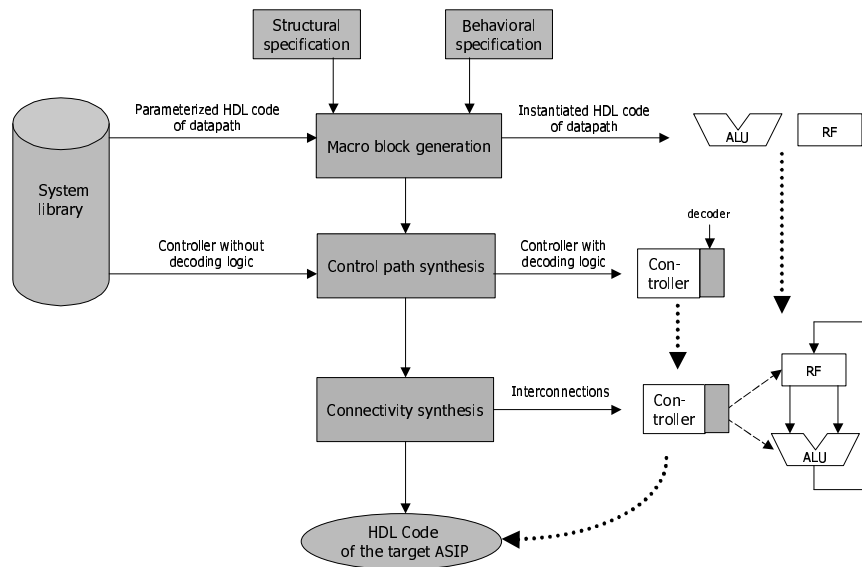 Structural
specification
Behavioral
specification
Parameterized HDL code
of datapath
Instantiated HDL code
of datapath
Macro block generation
ALU
RF
System
library
decoder
Controller without
decoding logic
Control path synthesis
Controller with
decoding logic
Con-
troller
RF
Connectivity synthesis
Interconnections
Con-
troller
ALU
HDL Code
of the target ASIP